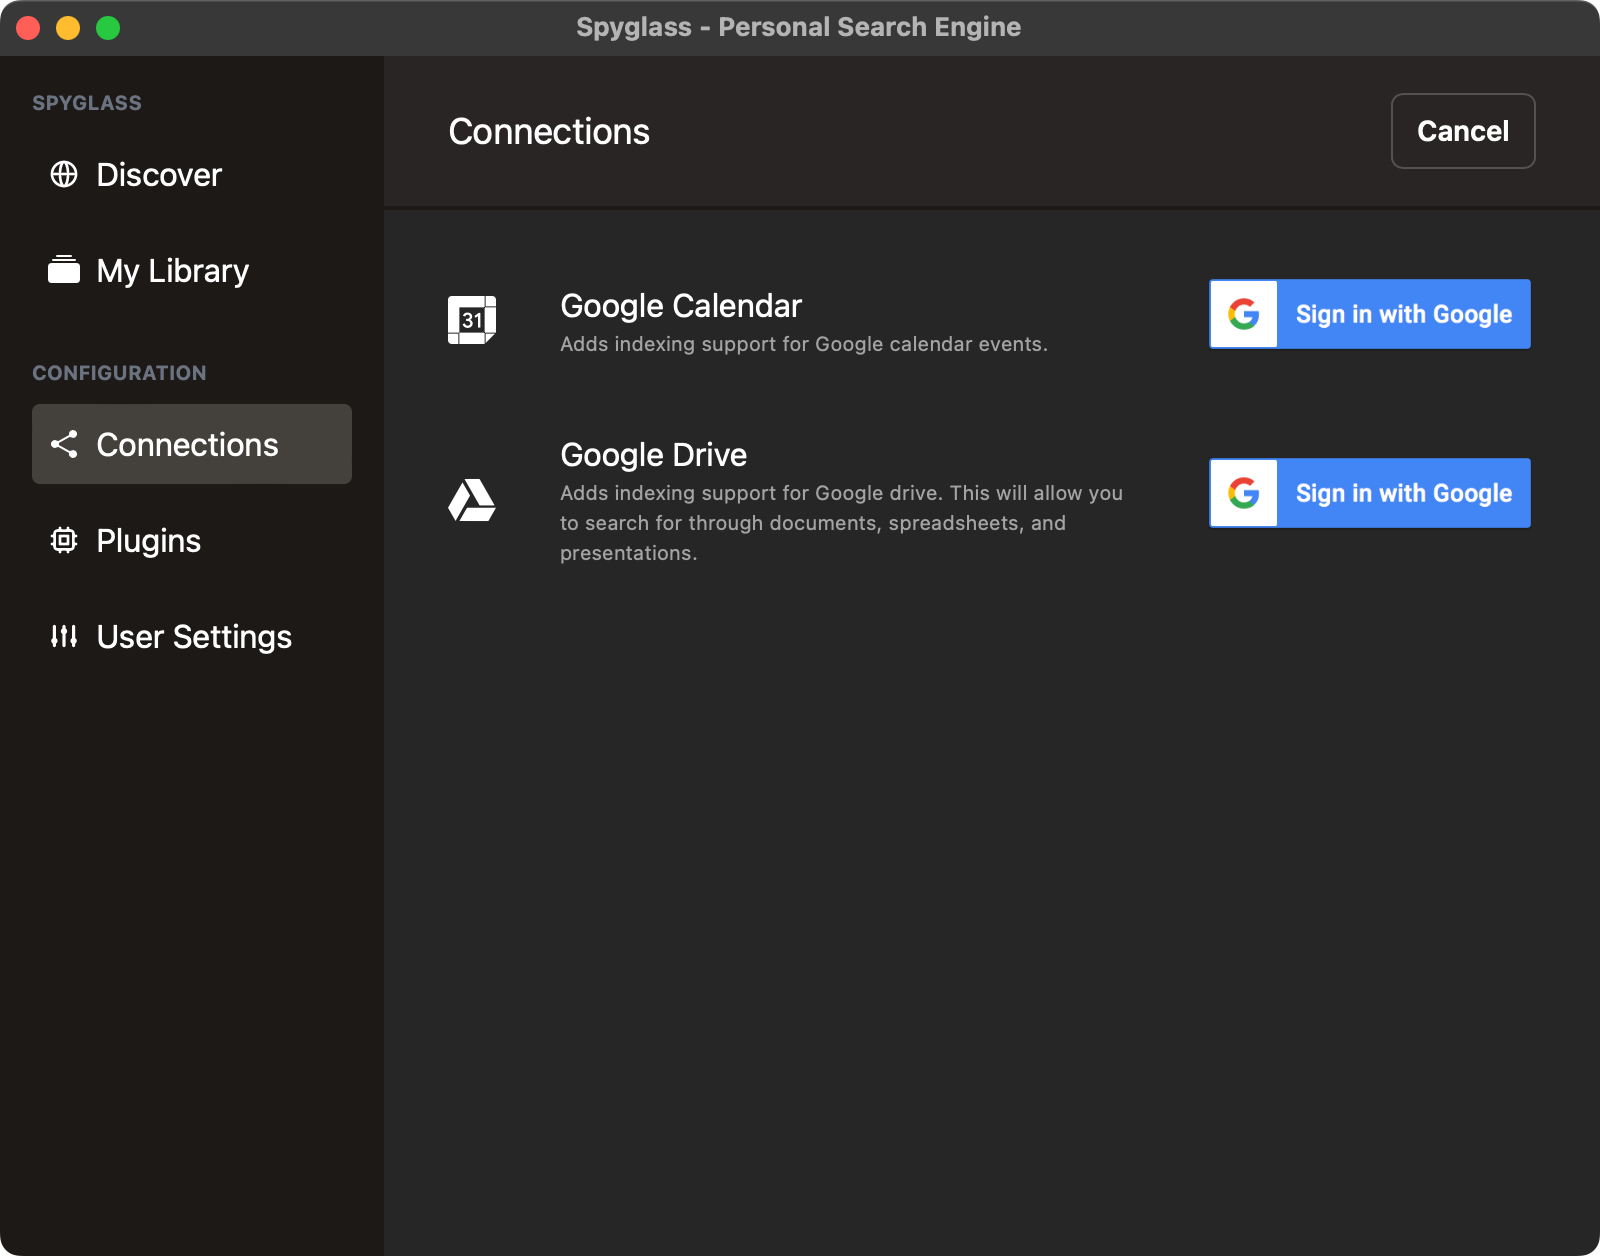 Spyglass - Personal Search Engine
SPYGLASS
Discover
My Library
CONFIGURATION
Connections
Plugins
User Settings
Connections
Cancel
31
Google Calendar
Adds indexing support for Google calendar events.
Sign in with Google
Google Drive
Adds indexing support for Google drive. This will allow you
to search for through documents, spreadsheets, and
presentations.
Sign in with Google